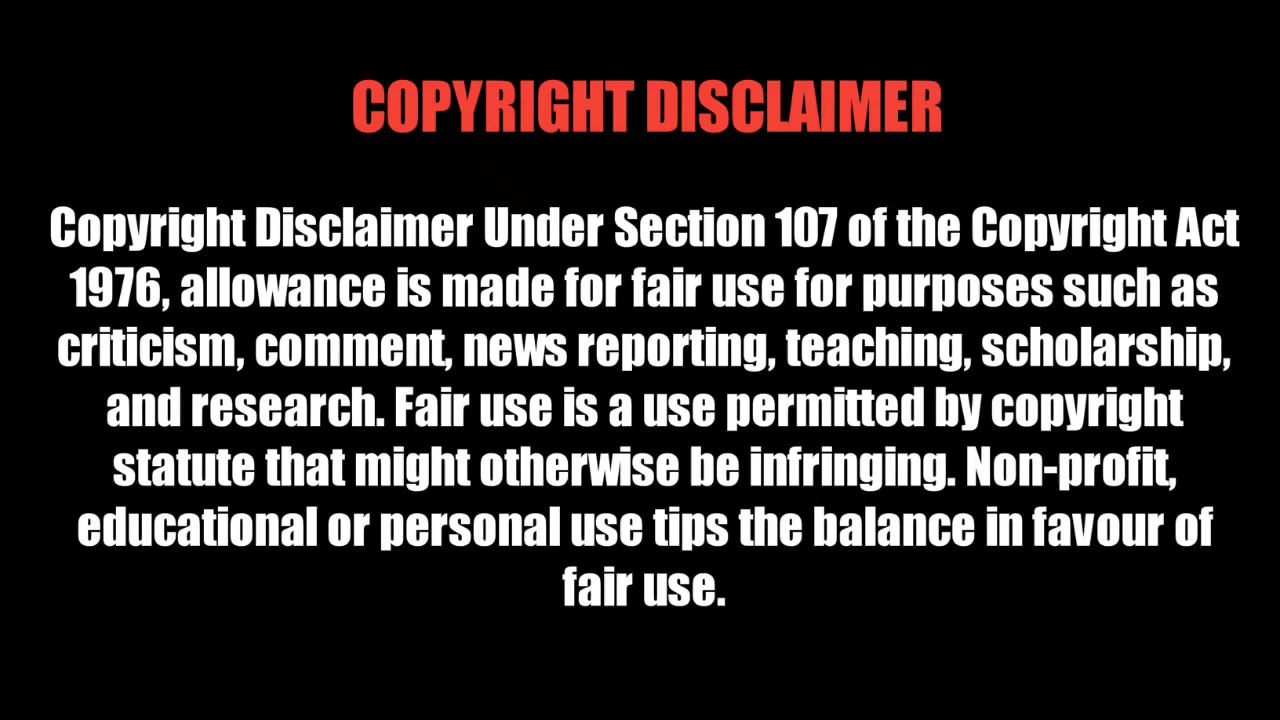 COPYRIGHT DISCLAIMER
Copyright Disclaimer Under Section 107 of the Copyright Act
1976, allowance is made for fair use for purposes such as
criticism, comment, news reporting, teaching, scholarship,
and research. Fair use is a use permitted by copyright
statute that might otherwise be infringing. Non-profit,
educational or personal use tips the balance in favour of
fair use.